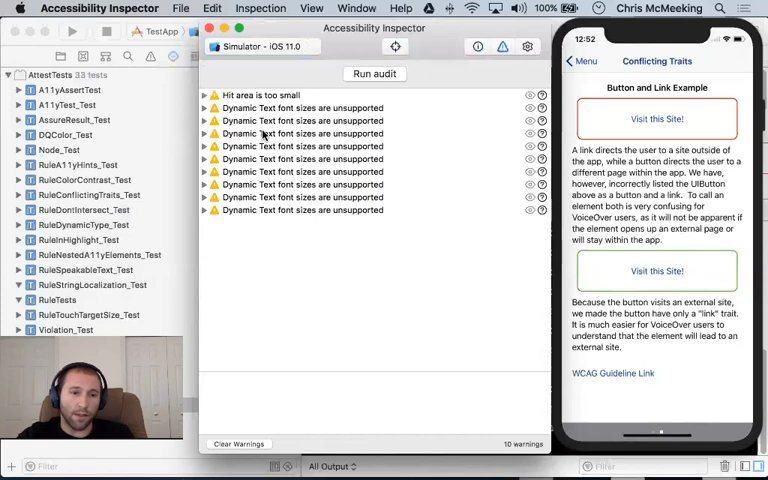 Accessibility Inspector Edit Inspection View Window Help 100% Chris McMeeking
TestApp
AttestTests 33 tests
A11yAssertTest
A11yTest_Test
AssureResult_Test
DQColor_Test
Node_Test
RuleA11yHints_Test
RuleColorContrast_Test
RuleConflictingTraits_Test
RuleDontIntersect_Test
RuleDynamicType_Test
RuleInHighlight_Test
RuleNestedA11yElements_Test
RuleSpeakableText_Test
RuleStringLocalization_Test
RuleTests
RuleTouchTargetSize_Test
Violation_Test
Filter
Accessibility Inspector
Simulator - iOS 11.0
Run audit
Hit area is too small
Dynamic Text font sizes are unsupported
Dynamic Text font sizes are unsupported
Dynamic Text font sizes are unsupported
Dynamic Text font sizes are unsupported
Dynamic Text font sizes are unsupported
Dynamic Text font sizes are unsupported
Dynamic Text font sizes are unsupported
Dynamic Text font sizes are unsupported
Dynamic Text font sizes are unsupported
Clear Warnings
10 warnings
All Output
Filter
12:52
Menu
Conflicting Traits
Button and Link Example
Visit this Site!
A link directs the user to a site outside of
the app, while a button directs the user to a
different page within the app. We have,
however, incorrectly listed the UIButton
above as a button and a link. To call an
element both is very confusing for
VoiceOver users, as it will not be apparent if
the element opens up an external page or
will stay within the app.
Visit this Site!
Because the button visits an external site,
we made the button have only a "link" trait.
It is much easier for VoiceOver users to
understand that the element will lead to an
external site.
WCAG Guideline Link